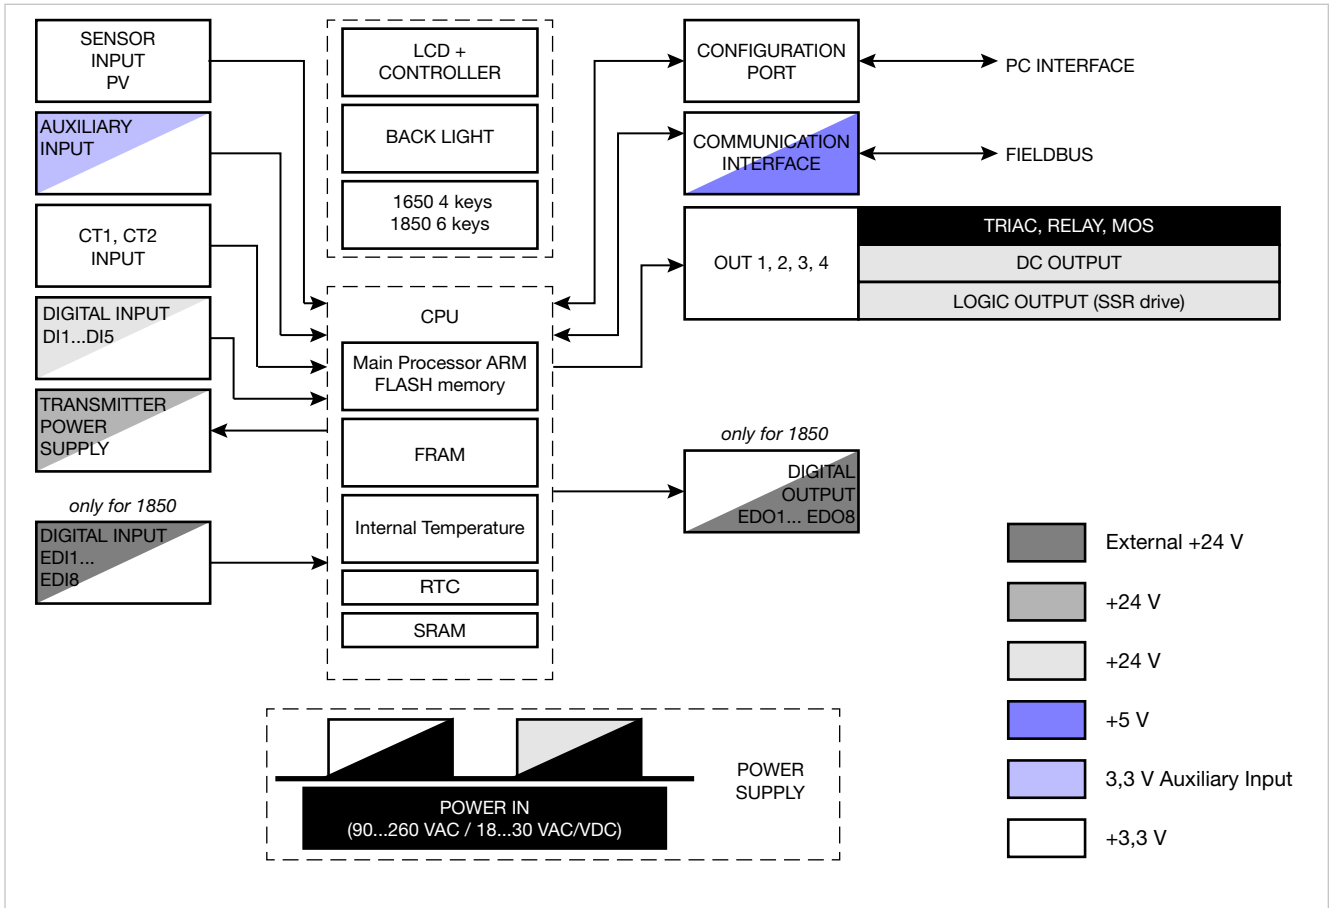 SENSOR
INPUT
PV
AUXILIARY
INPUT
CT1, CT2
INPUT
DIGITAL INPUT
DI1...DI5
TRANSMITTER
POWER
SUPPLY
only for 1850
DIGITAL INPUT
EDI1...
EDI8
LCD +
CONTROLLER
BACK LIGHT
1650 4 keys
1850 6 keys
CPU
Main Processor ARM
FLASH memory
FRAM
Internal Temperature
RTC
SRAM
CONFIGURATION
PORT
PC INTERFACE
COMMUNICATION
INTERFACE
FIELDBUS
OUT 1, 2, 3, 4
TRIAC, RELAY, MOS
DC OUTPUT
LOGIC OUTPUT (SSR drive)
only for 1850
DIGITAL
OUTPUT
EDO1... EDO8
POWER IN
(90...260 VAC / 18...30 VAC/VDC)
POWER
SUPPLY
External +24 V
+24 V
+24 V
+5 V
3,3 V Auxiliary Input
+3,3 V